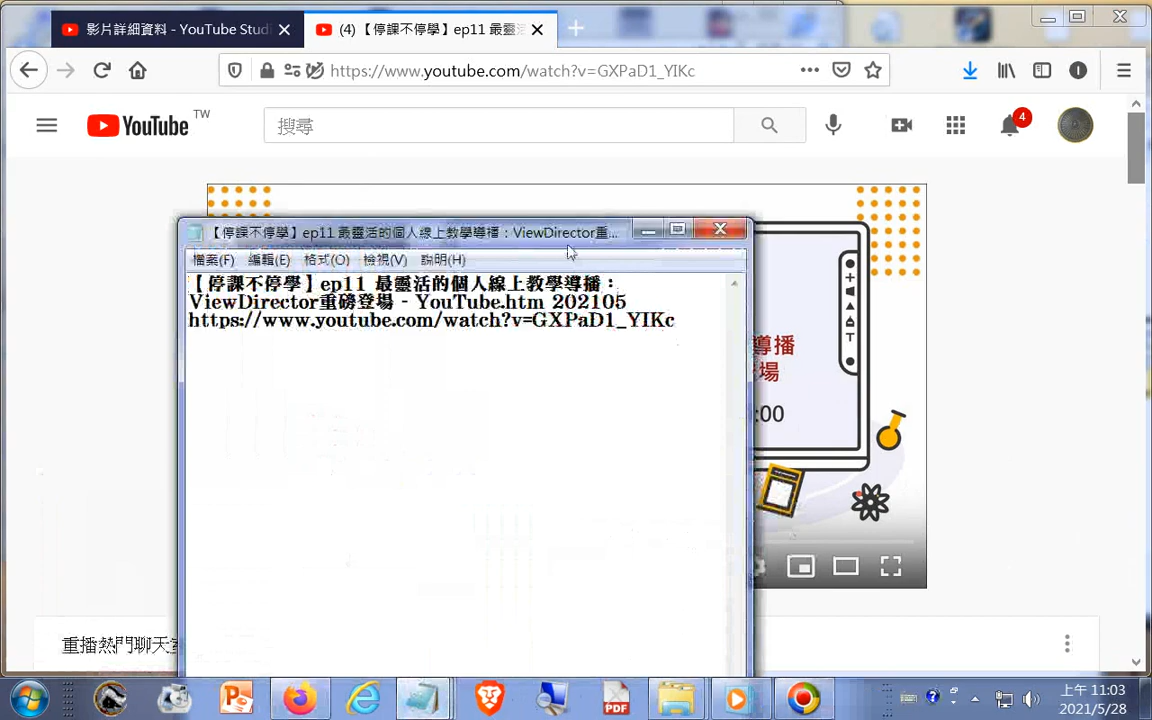 影片詳細資料 - YouTube Studi
(4)【停課不停學】ep11 最靈
https://www.youtube.com/watch?v=GXPaD1_YIKc
YouTube TW
搜尋
4
【停課不停學】ep11 最靈活的個人線上教學導播：ViewDirector重...
檔案(F) 編輯(E) 格式(O) 檢視(V) 說明(H)
【停課不停學】ep11 最靈活的個人線上教學導播：
ViewDirector重磅登場 - YouTube.htm 202105
https://www.youtube.com/watch?v=GXPaD1_YIKc
導播
場
:00
T
重播熱門聊天
PDF
上午 11:03
2021/5/28